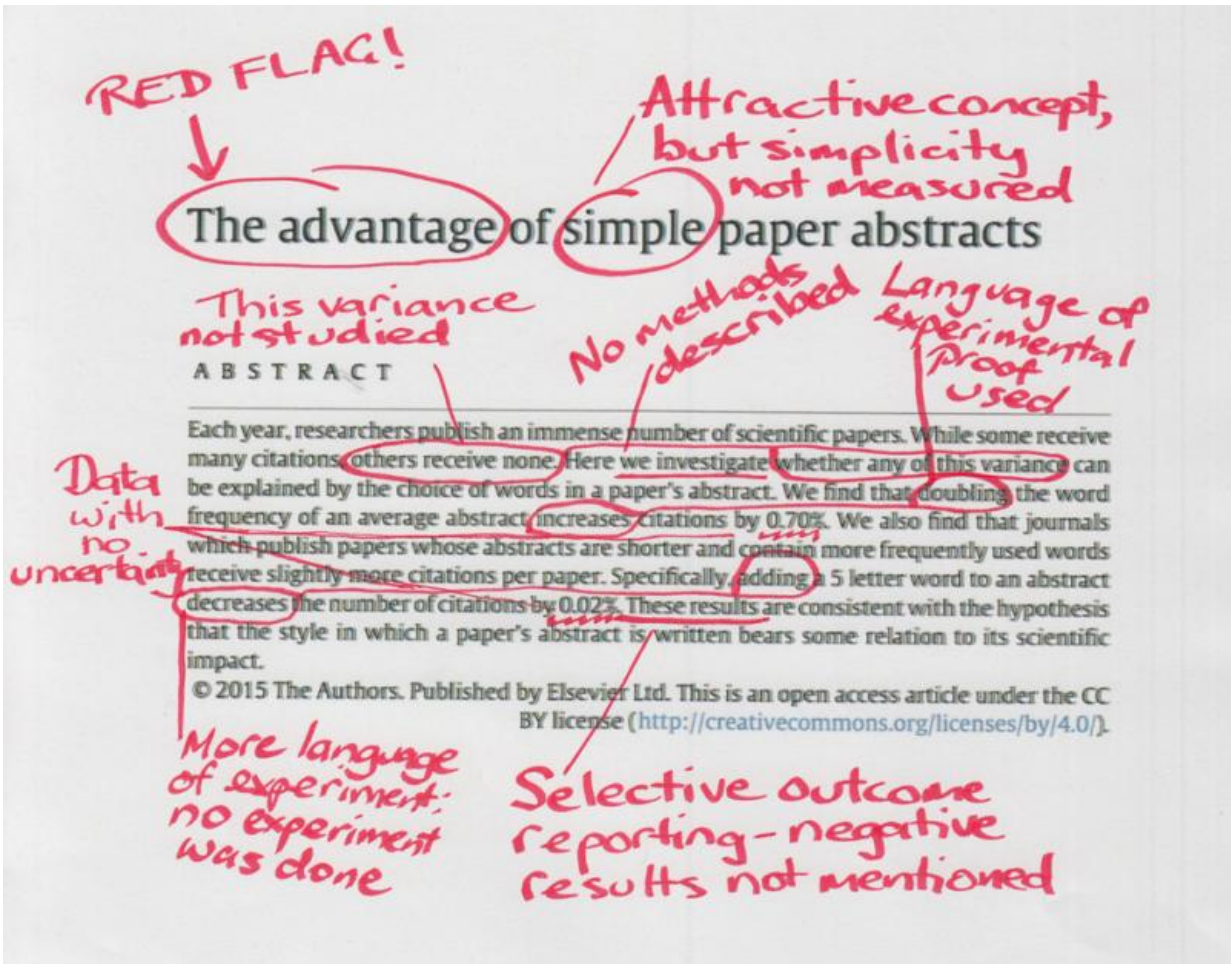 RED FLAG!
Attractive concept,
but simplicity
not measured
The advantage of simple paper abstracts
This variance
not studied
No methods
described
Language of
experimental
proof
used
ABSTRACT
Each year, researchers publish an immense number of scientific papers. While some receive
many citations, others receive none. Here we investigate whether any of this variance can
be explained by the choice of words in a paper's abstract. We find that doubling the word
frequency of an average abstract increases citations by 0.70%. We also find that journals
which publish papers whose abstracts are shorter and contain more frequently used words
receive slightly more citations per paper. Specifically, adding a 5 letter word to an abstract
decreases the number of citations by 0.02%. These results are consistent with the hypothesis
that the style in which a paper's abstract is written bears some relation to its scientific
impact.
© 2015 The Authors. Published by Elsevier Ltd. This is an open access article under the CC
BY license (http://creativecommons.org/licenses/by/4.0/).
Data
with
no
uncertainty
More language
of experiment:
no experiment
was done
Selective outcome
reporting - negative
results not mentioned